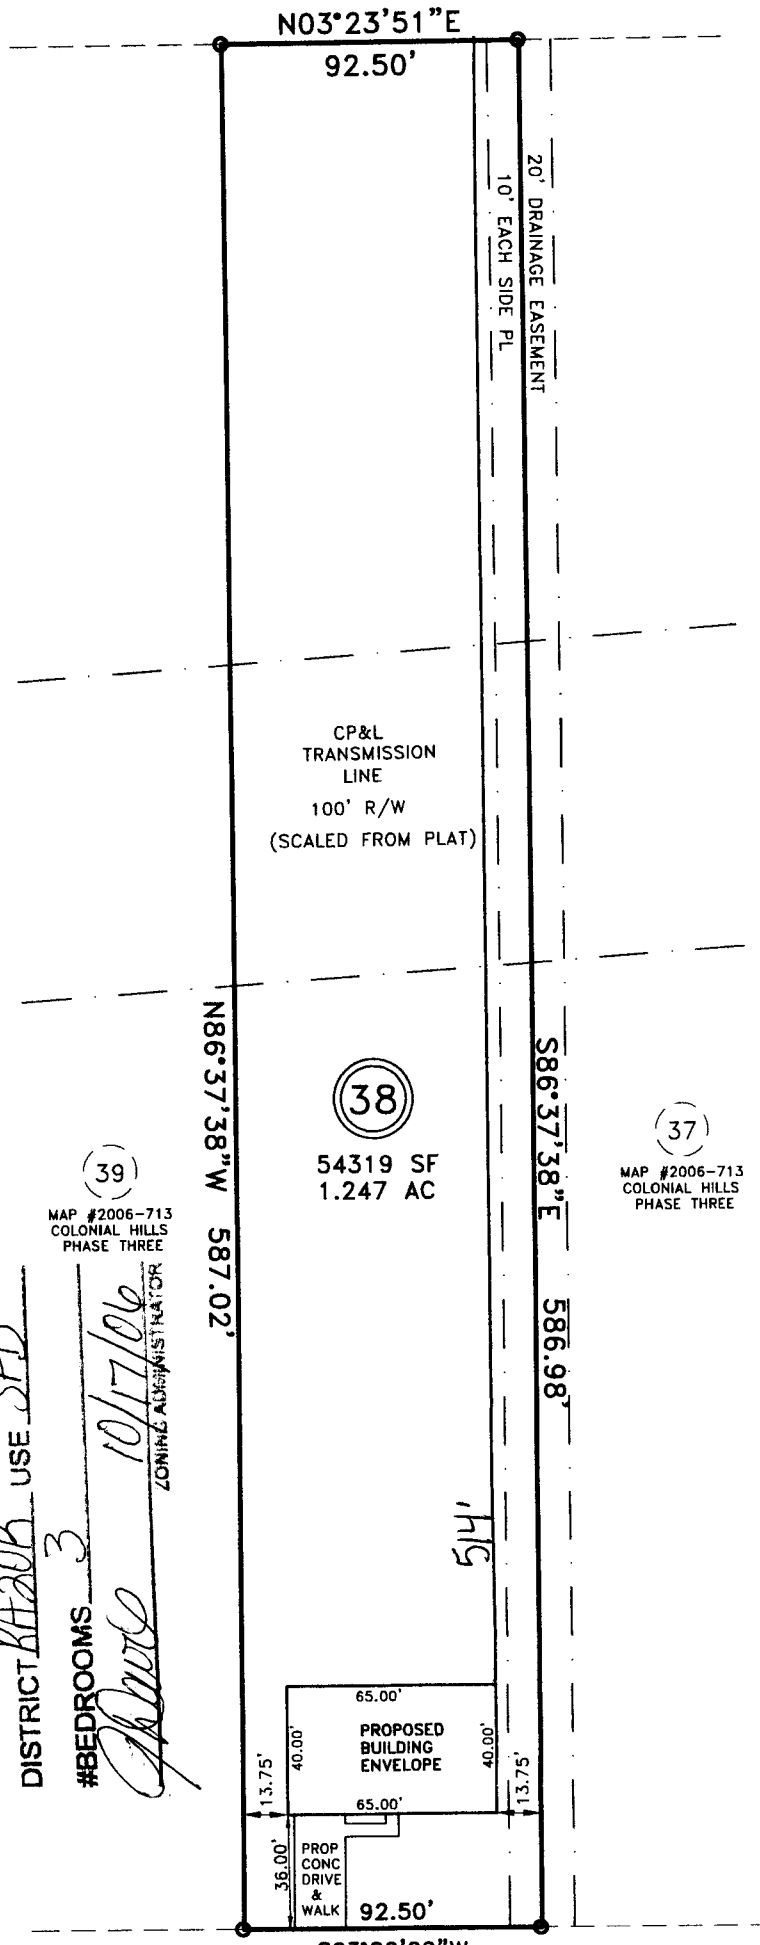 N03°23'51"E
92.50'
20' DRAINAGE EASEMENT
10' EACH SIDE PL
CP&L
TRANSMISSION
LINE
100' R/W
(SCALED FROM PLAT)
N86°37'38"W 587.02'
S86°37'38"E 586.98'
38
54319 SF
1.247 AC
37
MAP #2006-713
COLONIAL HILLS
PHASE THREE
39
MAP #2006-713
COLONIAL HILLS
PHASE THREE
DISTRICT RA20R USE SFD
#BEDROOMS 3
10/17/06
ZONING ADMINISTRATOR
65.00'
PROPOSED
BUILDING
ENVELOPE
40.00'
40.00'
65.00'
13.75'
13.75'
36.00'
PROP
CONC
DRIVE
&
WALK
92.50'